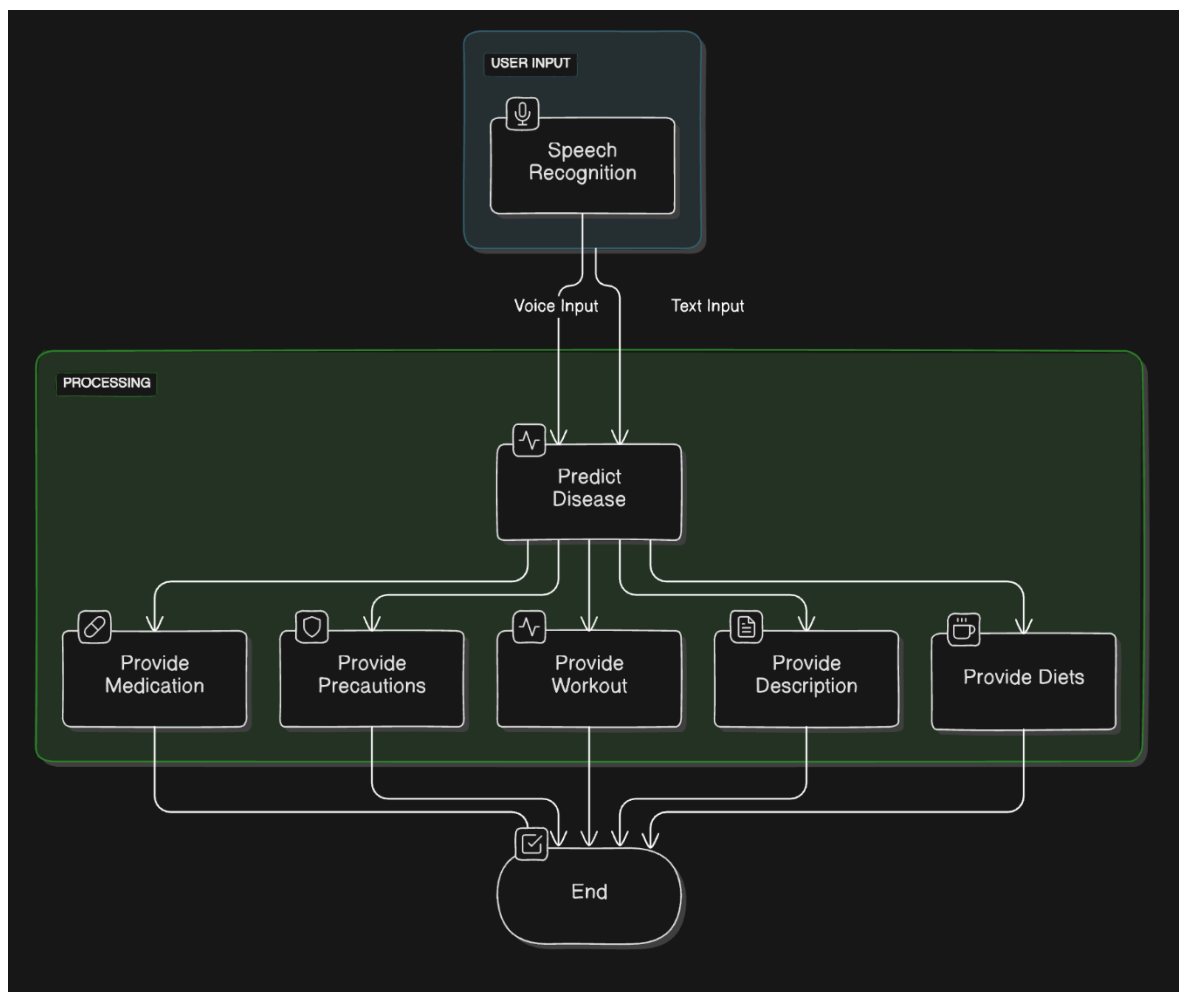 USER INPUT
Speech
Recognition
Voice Input
Text Input
PROCESSING
Predict
Disease
Provide
Medication
Provide
Precautions
Provide
Workout
Provide
Description
Provide Diets
End